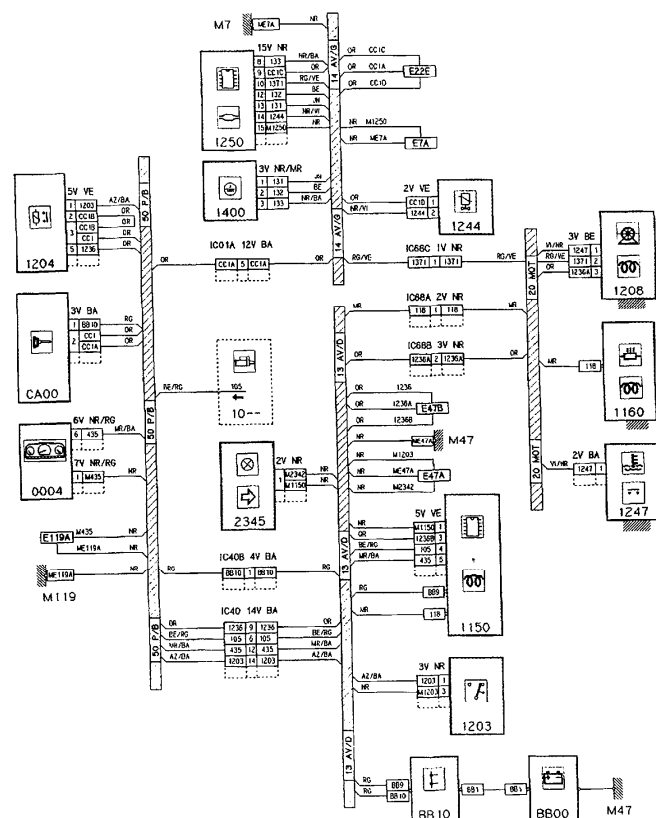 M7
ME7A
NR
15V NR
8 133 NR/BA
9 CC1C OR
10 1371 RG/VE
12 132 BE
13 131 JN
14 1244 NR/VI
15 M1250 NR
1250
14 AV/G
OR CC1C
OR CC1A
OR CC1D
E22E
NR M1250
NR ME7A
E7A
3V NR/MR
1 131 JN
2 132 BE
3 133 NR/BA
1400
2V VE
OR CC1D 1
NR/VI 1244 2
1244
14 AV/G
50 P/B
5V VE
1 1203 AZ/BA
2 CC1B OR
CC1B OR
3 CC1 OR
5 1236 OR
1204
IC01A 12V BA
OR CC1A 5 CC1A OR
IC66C 1V NR
RG/VE 1371 1 1371 RG/VE
20 MOT
3V BE
VI/NR 1247 1
RG/VE 1371 2
OR 1236A 3
1208
3V BA
1 BB10 RG
CC1 OR
2 CC1A OR
CA00
13 AV/D
IC68A 2V NR
MR 118 1 118 MR
IC68B 3V NR
OR 1236A 2 1236A OR
MR 118
1160
BE/RG 105
10--
OR 1236
OR 1236A
OR 1236B
E47B
NR ME47A
M47
NR M1203
NR ME47A
NR M2342
E47A
50 P/B
6V NR/RG
6 435 MR/BA
7V NR/RG
1 M435 NR
0004
2V NR
M2342 NR
1
M1150 NR
2345
20 MOT
2V BA
VI/NR 1247 1
1247
5V VE
NR M1150 1
OR 1236B 3
BE/RG 105 4
MR/BA 435 5
RG BB9
MR 118
1150
E119A M435 NR
ME119A NR
ME119A NR
M119
IC40B 4V BA
RG BB10 1 BB10 RG
13 AV/D
IC40 14V BA
OR 1236 9 1236 OR
BE/RG 105 6 105 BE/RG
MR/BA 435 12 435 MR/BA
AZ/BA 1203 14 1203 AZ/BA
50 P/B
3V NR
AZ/BA 1203 1
NR M1203 3
1203
13 AV/D
RG BB9
RG BB10
BB10
BB1
BB1
BB00
M47